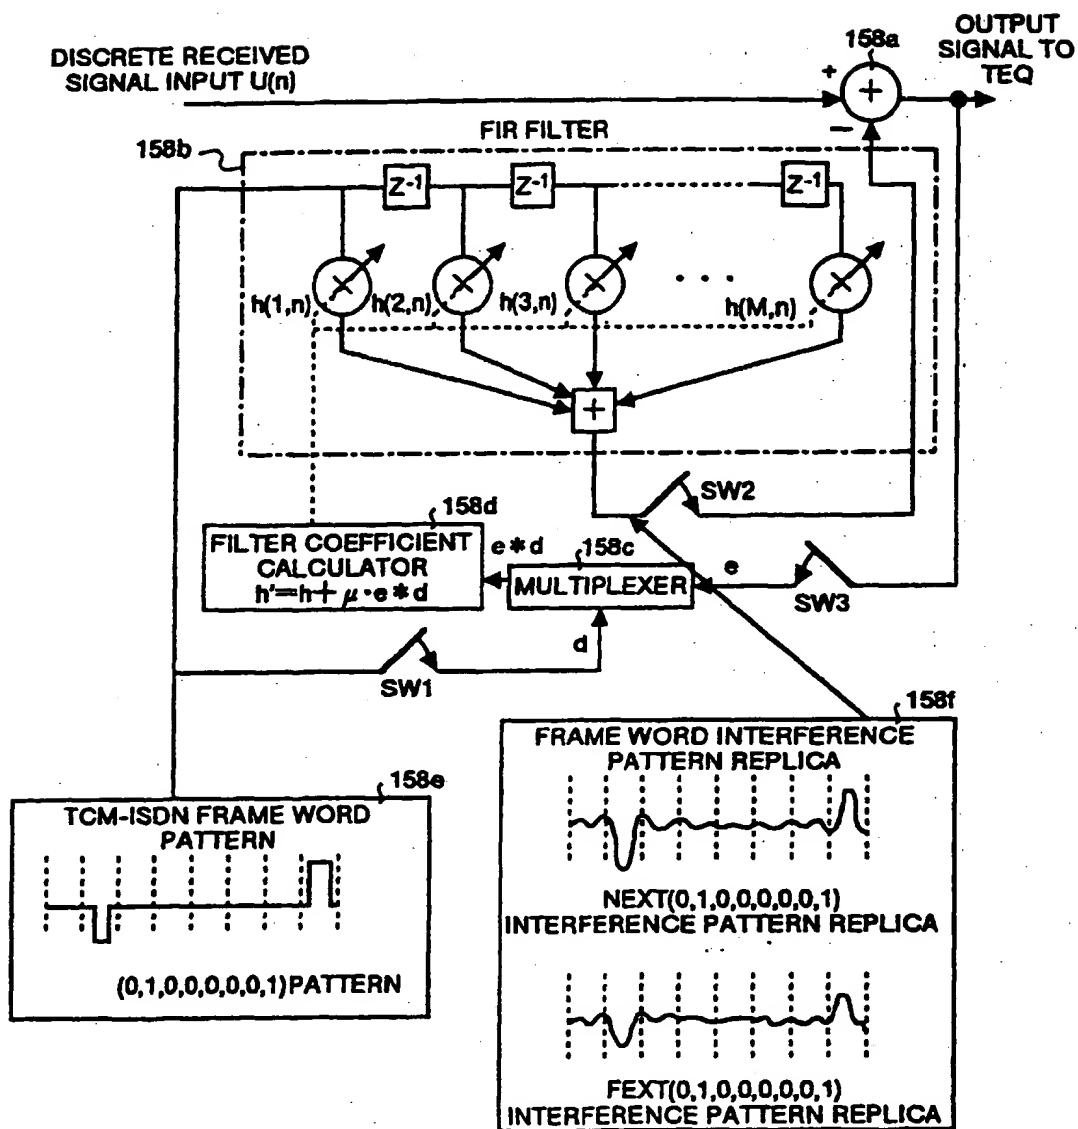 DISCRETE RECEIVED
SIGNAL INPUT U(n)
158a
OUTPUT
SIGNAL TO
TEQ
+
+
−
FIR FILTER
158b
Z⁻¹
Z⁻¹
Z⁻¹
h(1,n)
h(2,n)
h(3,n)
h(M,n)
+
SW2
158d
FILTER COEFFICIENT
CALCULATOR
h'=h+ μ·e*d
e*d
158c
MULTIPLEXER
e
SW3
d
SW1
158e
TCM-ISDN FRAME WORD
PATTERN
(0,1,0,0,0,0,0,1)PATTERN
158f
FRAME WORD INTERFERENCE
PATTERN REPLICA
NEXT(0,1,0,0,0,0,0,1)
INTERFERENCE PATTERN REPLICA
FEXT(0,1,0,0,0,0,0,1)
INTERFERENCE PATTERN REPLICA